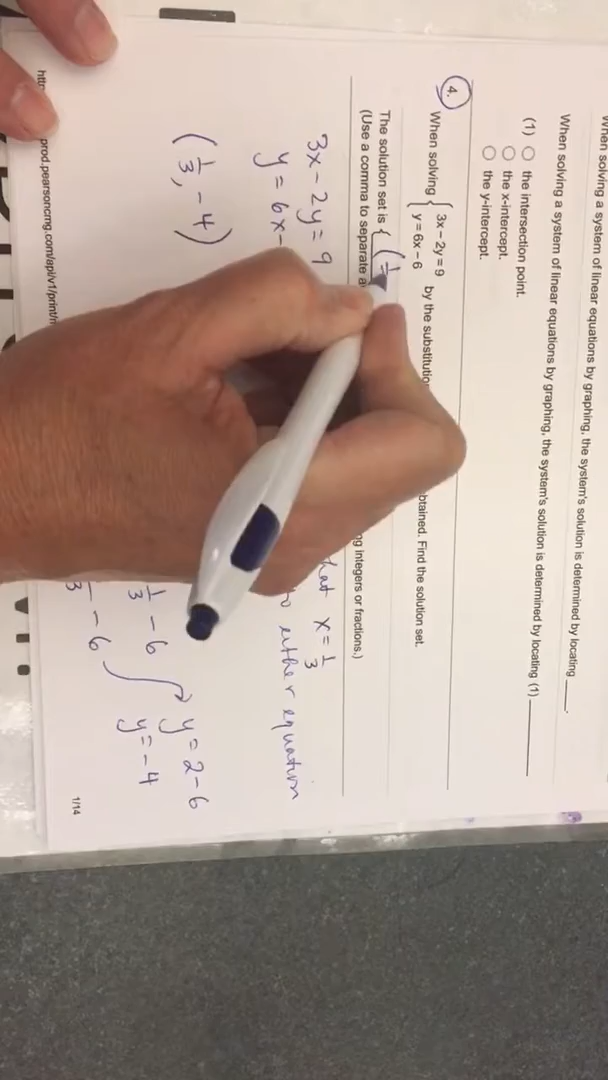 When solving a system of linear equations by graphing, the system's solution is determined by locating ____.
When solving a system of linear equations by graphing, the system's solution is determined by locating (1) ____
(1) ○ the intersection point.
○ the x-intercept.
○ the y-intercept.
4. When solving { 3x − 2y = 9
y = 6x − 6
by the substitutio
btained. Find the solution set.
The solution set is { (1
(Use a comma to separate a
ng integers or fractions.)
3x − 2y = 9
y = 6x −
hat x = 1/3
o either equation
(1/3, −4)
1/3 − 6
y = 2 − 6
− 6
y = −4
prod.pearsoncmg.com/api/v1/print/
1/14